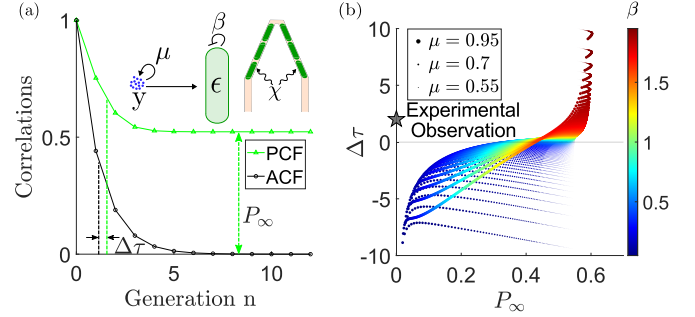 (a)
1
0.5
0
Correlations
μ
y
β
ϵ
χ
PCF
ACF
P∞
Δτ
0 5 10
Generation n
(b)
μ = 0.95
μ = 0.7
μ = 0.55
Experimental
Observation
10
5
0
-5
-10
Δτ
0 0.2 0.4 0.6
P∞
β
1.5
1
0.5